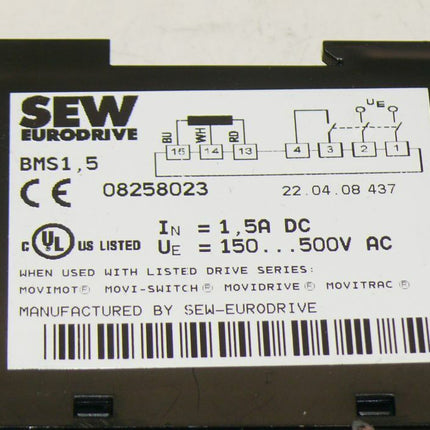 SEW
EURODRIVE
BMS1,5
BU WH RD
15 14 13 4 3 2 1
UE
CE 08258023
22.04.08 437
C UL US LISTED
IN = 1,5A DC
UE = 150...500V AC
WHEN USED WITH LISTED DRIVE SERIES:
MOVIMOT® MOVI-SWITCH® MOVIDRIVE® MOVITRAC®
MANUFACTURED BY SEW-EURODRIVE